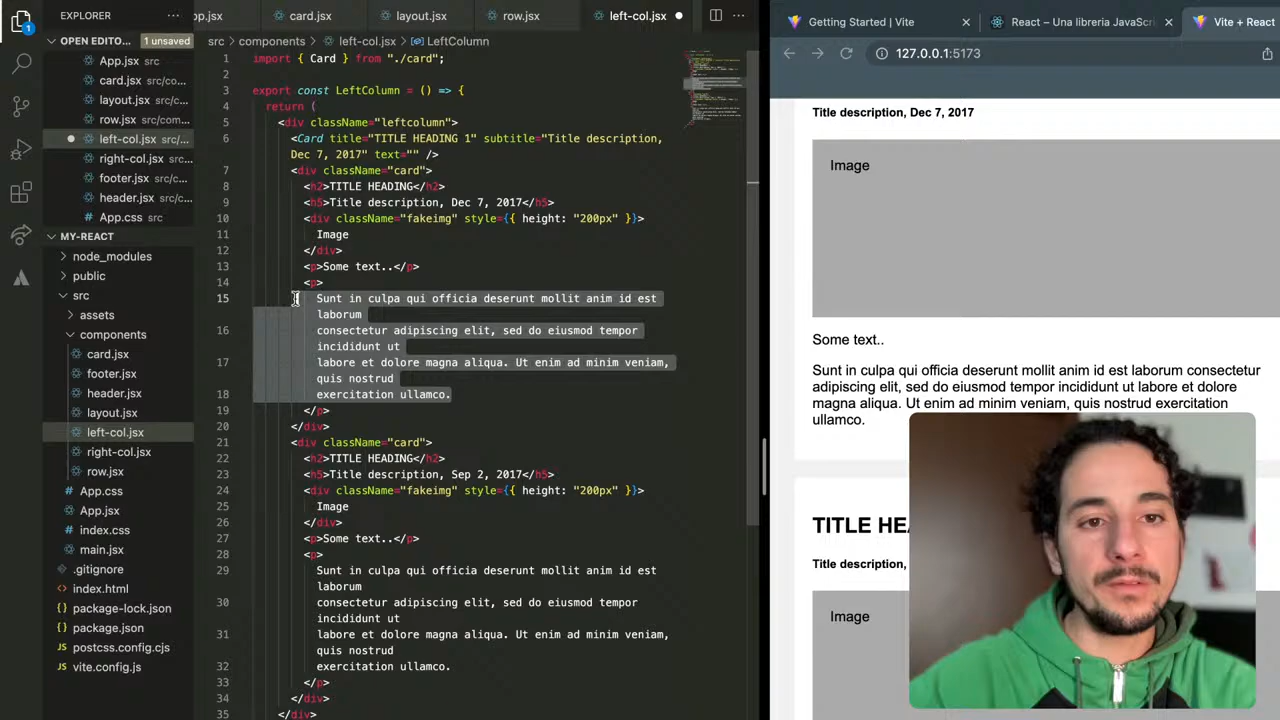 EXPLORER
OPEN EDITO... 1 unsaved
App.jsx src
card.jsx src/c...
layout.jsx src/c...
row.jsx src/com...
left-col.jsx src/...
right-col.jsx src/...
footer.jsx src/c...
header.jsx src/c...
App.css src
MY-REACT
node_modules
public
src
assets
components
card.jsx
footer.jsx
header.jsx
layout.jsx
left-col.jsx
right-col.jsx
row.jsx
App.css
App.jsx
index.css
main.jsx
.gitignore
index.html
package-lock.json
package.json
postcss.config.cjs
vite.config.js
1
pp.jsx card.jsx layout.jsx row.jsx left-col.jsx
src > components > left-col.jsx > LeftColumn
1 import { Card } from "./card";
2
3 export const LeftColumn = () => {
4 return (
5 <div className="leftcolumn">
6 <Card title="TITLE HEADING 1" subtitle="Title description,
Dec 7, 2017" text="" />
7 <div className="card">
8 <h2>TITLE HEADING</h2>
9 <h5>Title description, Dec 7, 2017</h5>
10 <div className="fakeimg" style={{ height: "200px" }}>
11 Image
12 </div>
13 <p>Some text..</p>
14 <p>
15 Sunt in culpa qui officia deserunt mollit anim id est
laborum
16 consectetur adipiscing elit, sed do eiusmod tempor
incididunt ut
17 labore et dolore magna aliqua. Ut enim ad minim veniam,
quis nostrud
18 exercitation ullamco.
19 </p>
20 </div>
21 <div className="card">
22 <h2>TITLE HEADING</h2>
23 <h5>Title description, Sep 2, 2017</h5>
24 <div className="fakeimg" style={{ height: "200px" }}>
25 Image
26 </div>
27 <p>Some text..</p>
28 <p>
29 Sunt in culpa qui officia deserunt mollit anim id est
laborum
30 consectetur adipiscing elit, sed do eiusmod tempor
incididunt ut
31 labore et dolore magna aliqua. Ut enim ad minim veniam,
quis nostrud
32 exercitation ullamco.
33 </p>
34 </div>
35 </div>
Getting Started | Vite React – Una libreria JavaScri Vite + React
127.0.0.1:5173
Title description, Dec 7, 2017
Image
Some text..
Sunt in culpa qui officia deserunt mollit anim id est laborum consectetur
adipiscing elit, sed do eiusmod tempor incididunt ut labore et dolore
magna aliqua. Ut enim ad minim veniam, quis nostrud exercitation
ullamco.
TITLE HE
Title description,
Image